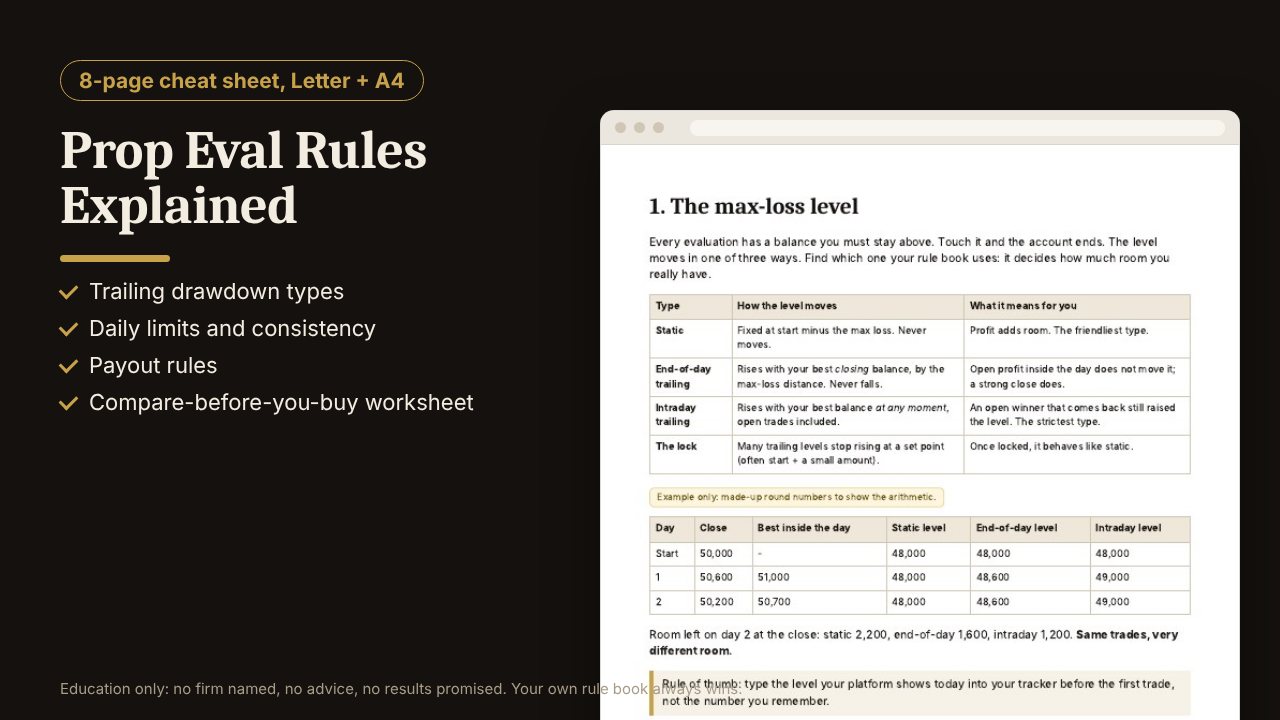 8-page cheat sheet, Letter + A4
Prop Eval Rules
Explained
Trailing drawdown types
Daily limits and consistency
Payout rules
Compare-before-you-buy worksheet
1. The max-loss level
Every evaluation has a balance you must stay above. Touch it and the account ends. The level
moves in one of three ways. Find which one your rule book uses: it decides how much room you
really have.
Type How the level moves What it means for you
Static Fixed at start minus the max loss. Never
moves. Profit adds room. The friendliest type.
End-of-day
trailing Rises with your best closing balance, by the
max-loss distance. Never falls. Open profit inside the day does not move it;
a strong close does.
Intraday
trailing Rises with your best balance at any moment,
open trades included. An open winner that comes back still raised
the level. The strictest type.
The lock Many trailing levels stop rising at a set point
(often start + a small amount). Once locked, it behaves like static.
Example only: made-up round numbers to show the arithmetic.
Day Close Best inside the day Static level End-of-day level Intraday level
Start 50,000 - 48,000 48,000 48,000
1 50,600 51,000 48,000 48,600 49,000
2 50,200 50,700 48,000 48,600 49,000
Room left on day 2 at the close: static 2,200, end-of-day 1,600, intraday 1,200. Same trades, very
different room.
Rule of thumb: type the level your platform shows today into your tracker before the first trade,
not the number you remember.
Education only: no firm named, no advice, no results promised. Your own rule book always wins.